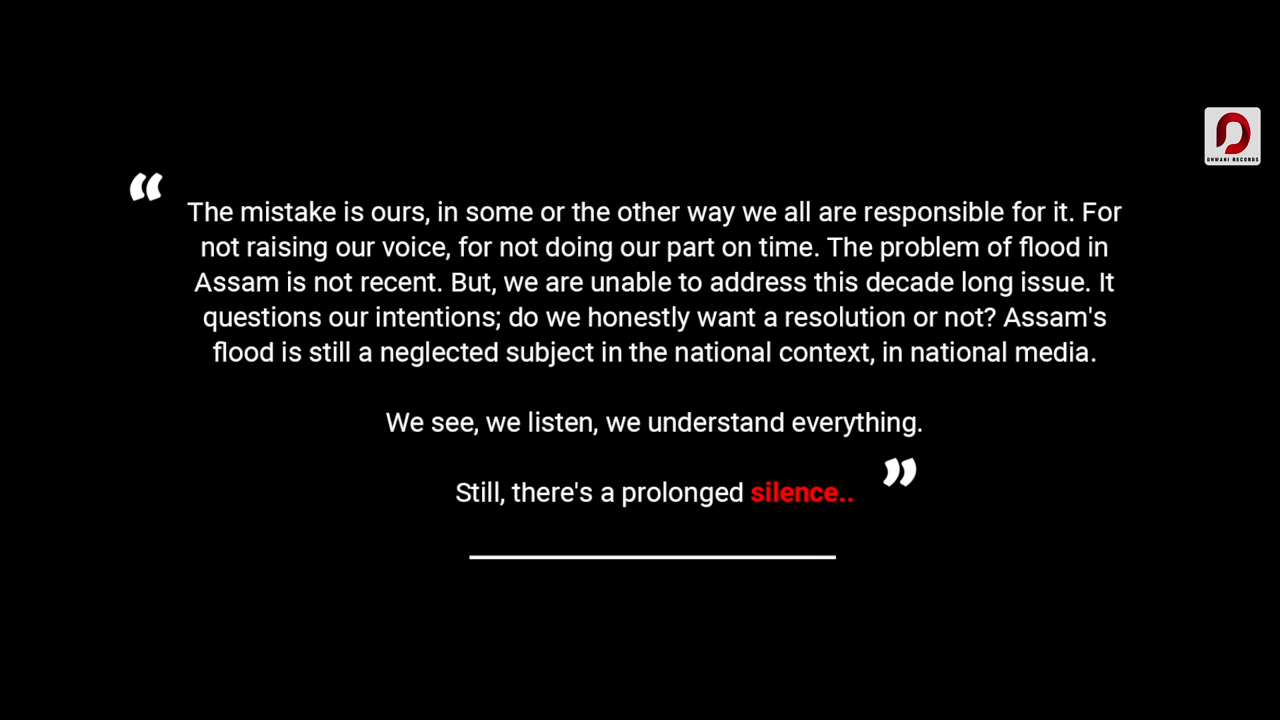 DHWANI RECORDS
“ The mistake is ours, in some or the other way we all are responsible for it. For
not raising our voice, for not doing our part on time. The problem of flood in
Assam is not recent. But, we are unable to address this decade long issue. It
questions our intentions; do we honestly want a resolution or not? Assam's
flood is still a neglected subject in the national context, in national media.
We see, we listen, we understand everything.
Still, there's a prolonged silence.. ”